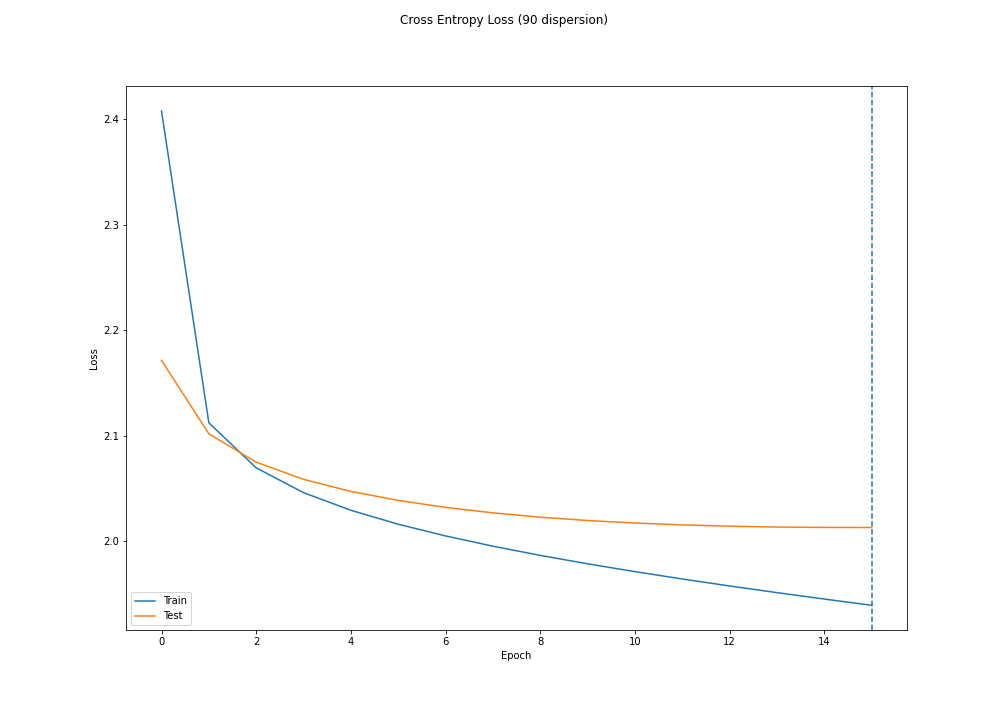 Cross Entropy Loss (90 dispersion)
2.4
2.3
2.2
2.1
2.0
Loss
Train
Test
0 2 4 6 8 10 12 14
Epoch